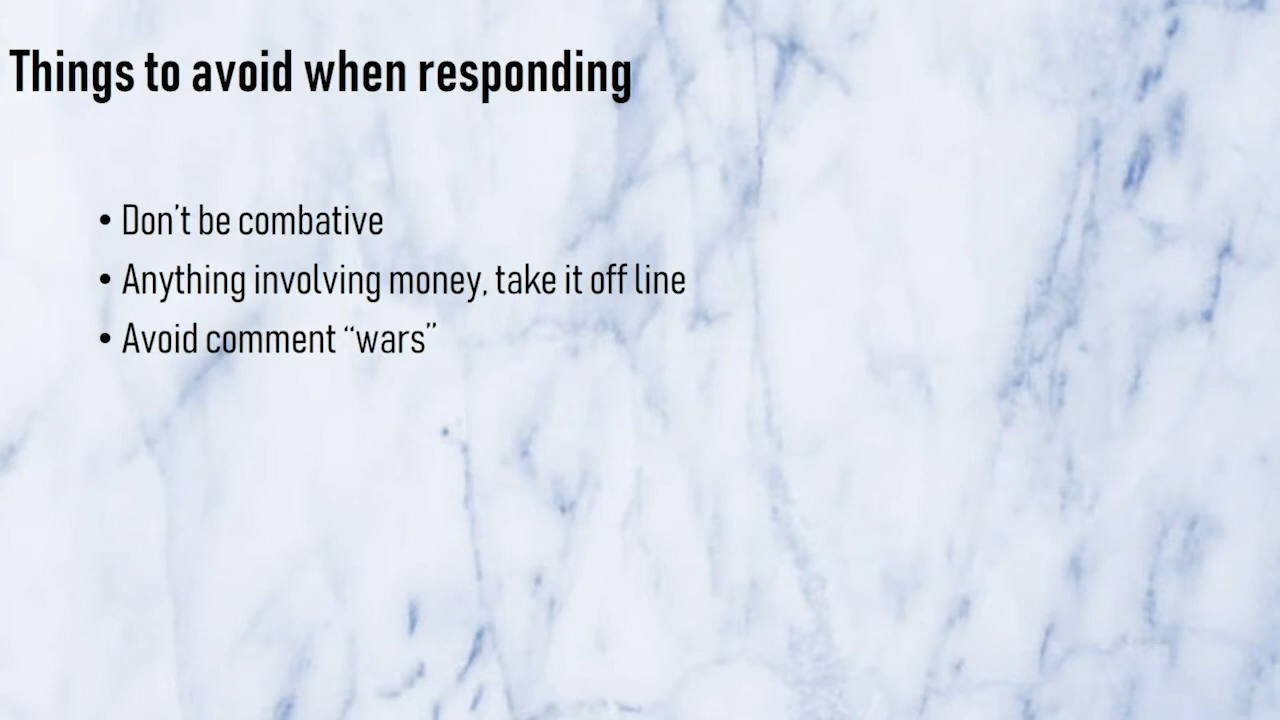 Things to avoid when responding
• Don't be combative
• Anything involving money, take it off line
• Avoid comment “wars”